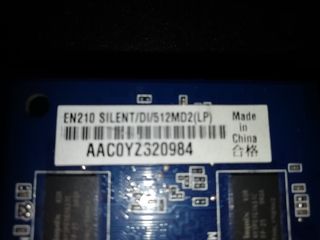 EN210 SILENT/DI/512MD2(LP)
Made
in
China
合格
AAC0YZ320984